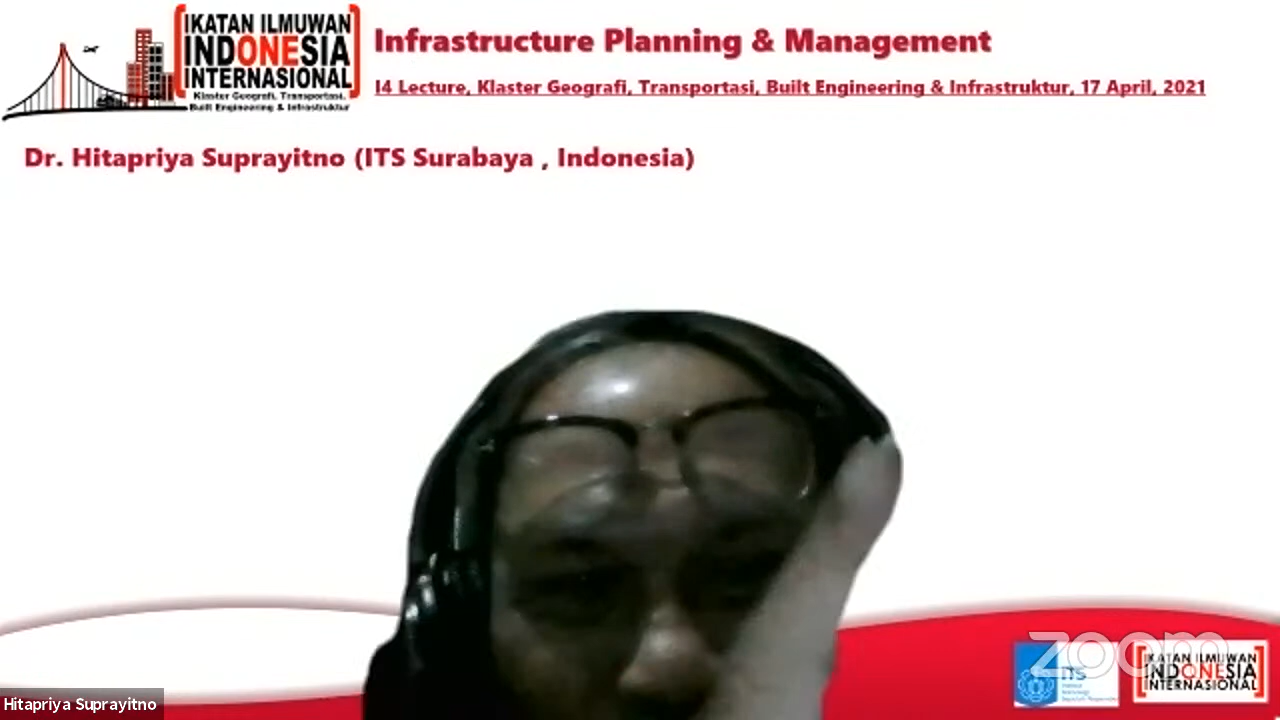 IKATAN ILMUWAN
INDONESIA
INTERNASIONAL
Klaster Geografi, Transportasi,
Built Engineering & Infrastruktur
Infrastructure Planning & Management
I4 Lecture, Klaster Geografi, Transportasi, Built Engineering & Infrastruktur, 17 April, 2021
Dr. Hitapriya Suprayitno (ITS Surabaya , Indonesia)
zoom
ITS
IKATAN ILMUWAN
INDONESIA
INTERNASIONAL
Hitapriya Suprayitno